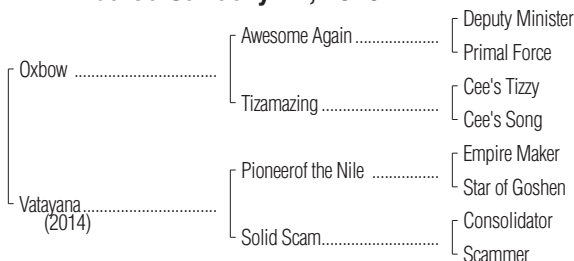 Deputy Minister
Awesome Again ......................
Primal Force
Oxbow .....................................
Cee's Tizzy
Tizamazing ...............................
Cee's Song
Empire Maker
Pioneerof the Nile .................
Star of Goshen
Vatayana ...................................
(2014)
Consolidator
Solid Scam ...............................
Scammer